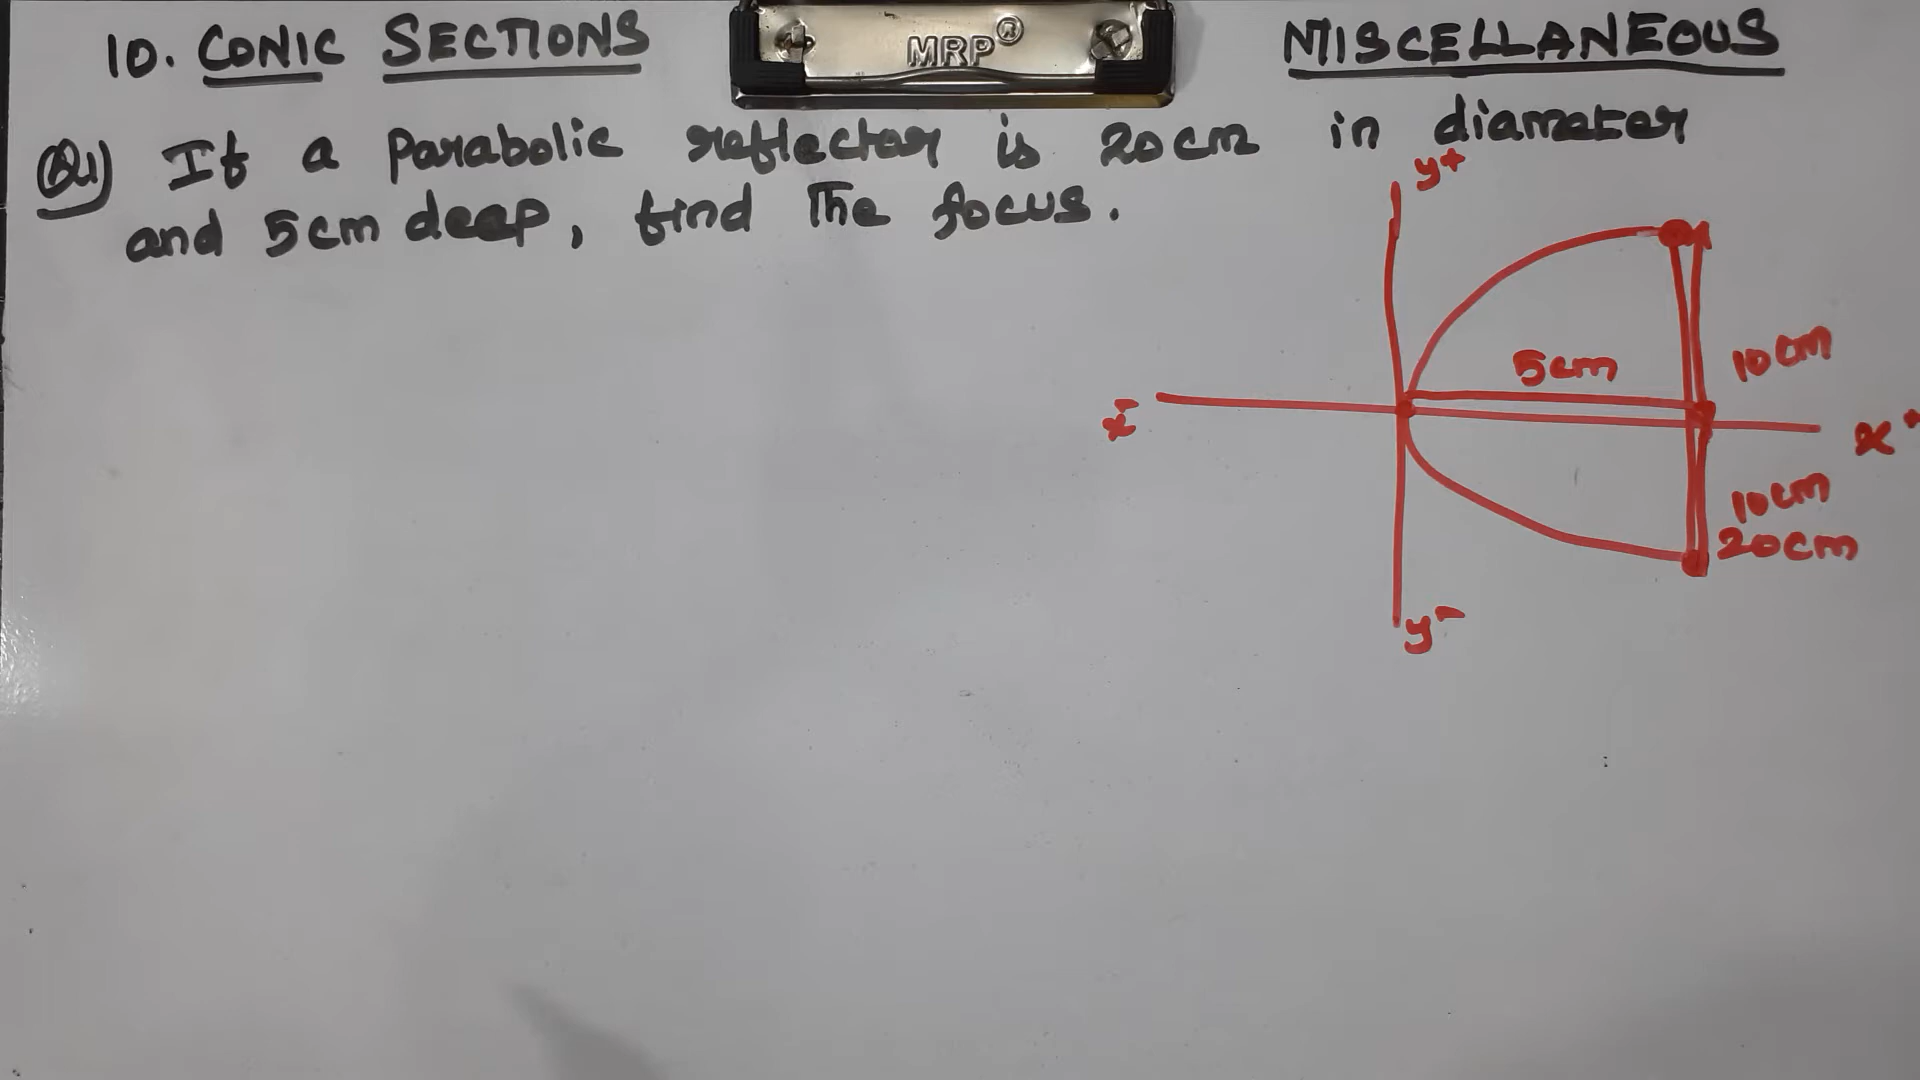 10. CONIC SECTIONS
MRP®
MISCELLANEOUS
Q1) If a parabolic reflector is 20cm in diameter
and 5cm deep, find the focus.
y+
5cm
10cm
x-
x+
10cm
20cm
y-